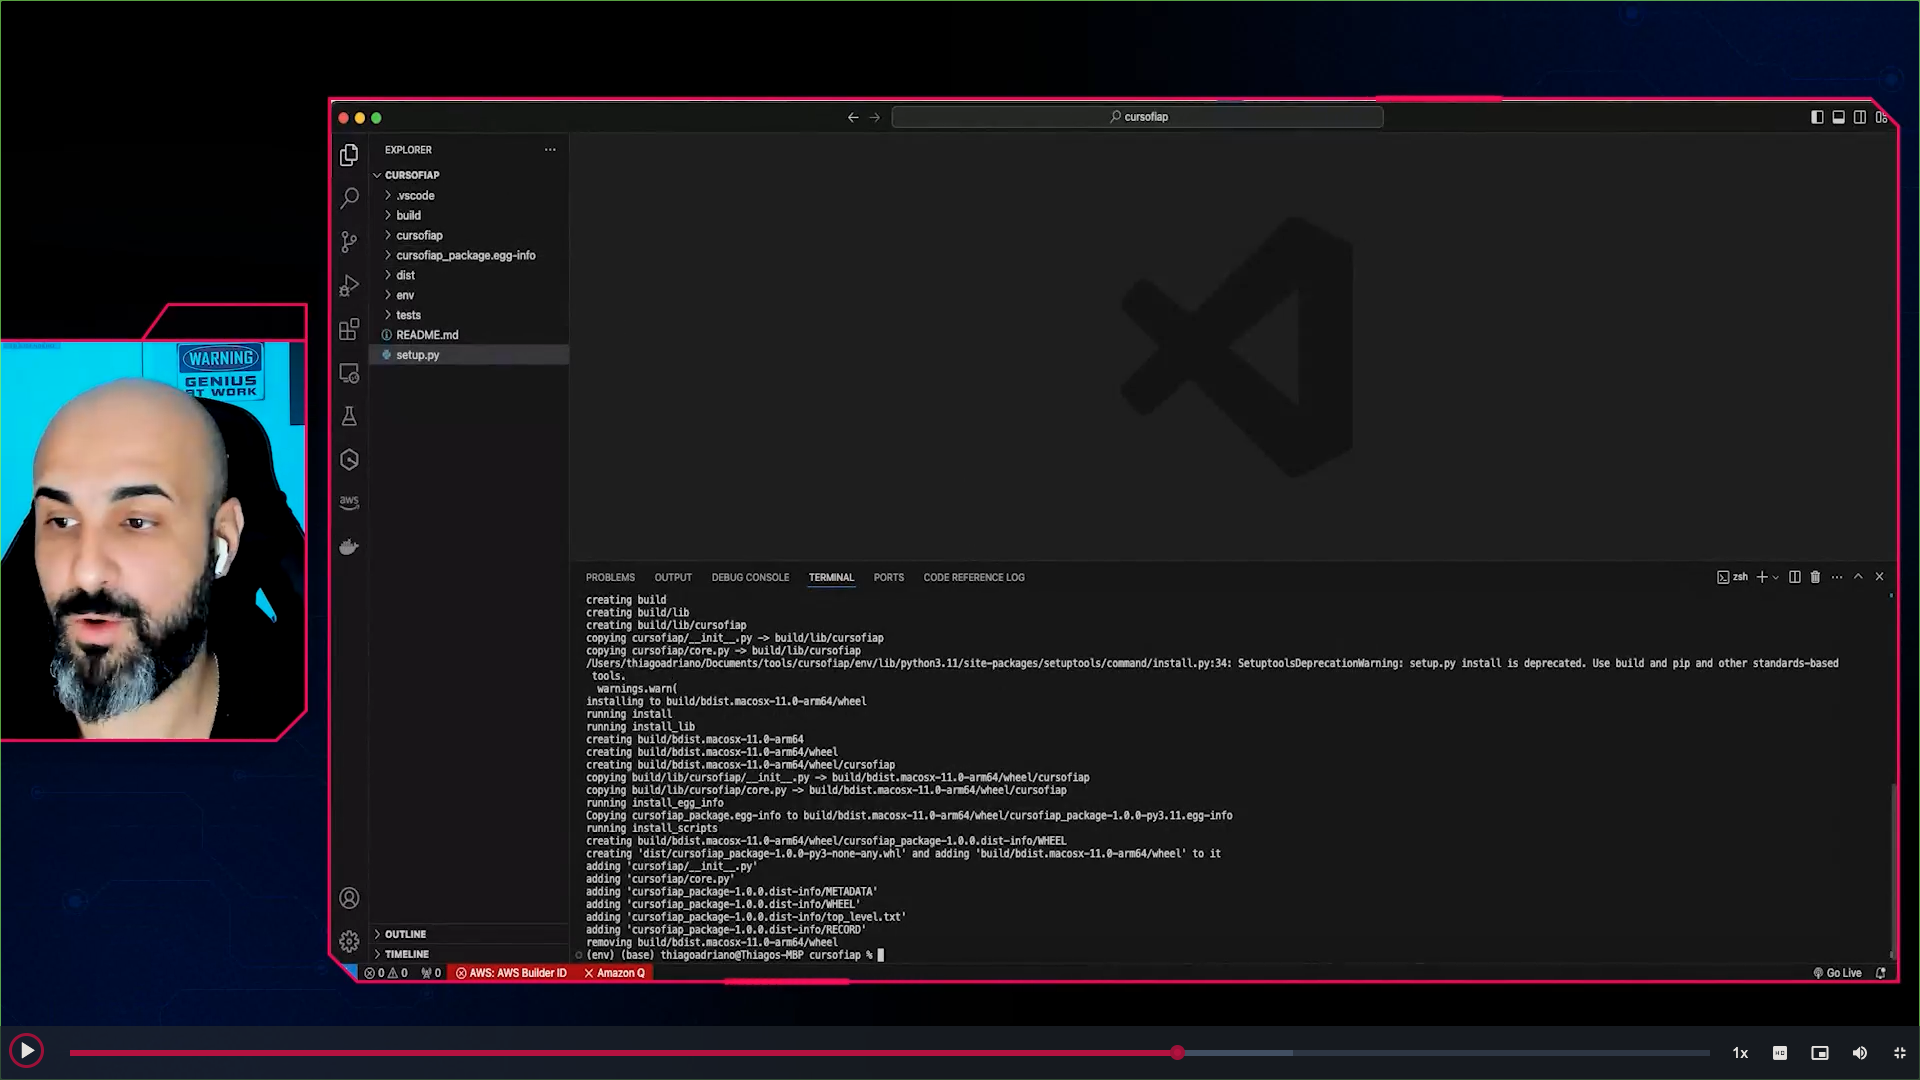 cursofiap
EXPLORER
CURSOFIAP
.vscode
build
cursofiap
cursofiap_package.egg-info
dist
env
tests
README.md
setup.py
WARNING
GENIUS
AT WORK
aws
PROBLEMS OUTPUT DEBUG CONSOLE TERMINAL PORTS CODE REFERENCE LOG
zsh
creating build
creating build/lib
creating build/lib/cursofiap
copying cursofiap/__init__.py -> build/lib/cursofiap
copying cursofiap/core.py -> build/lib/cursofiap
/Users/thiagoadriano/Documents/tools/cursofiap/env/lib/python3.11/site-packages/setuptools/command/install.py:34: SetuptoolsDeprecationWarning: setup.py install is deprecated. Use build and pip and other standards-based
tools.
warnings.warn(
installing to build/bdist.macosx-11.0-arm64/wheel
running install
running install_lib
creating build/bdist.macosx-11.0-arm64
creating build/bdist.macosx-11.0-arm64/wheel
creating build/bdist.macosx-11.0-arm64/wheel/cursofiap
copying build/lib/cursofiap/__init__.py -> build/bdist.macosx-11.0-arm64/wheel/cursofiap
copying build/lib/cursofiap/core.py -> build/bdist.macosx-11.0-arm64/wheel/cursofiap
running install_egg_info
Copying cursofiap_package.egg-info to build/bdist.macosx-11.0-arm64/wheel/cursofiap_package-1.0.0-py3.11.egg-info
running install_scripts
creating build/bdist.macosx-11.0-arm64/wheel/cursofiap_package-1.0.0.dist-info/WHEEL
creating 'dist/cursofiap_package-1.0.0-py3-none-any.whl' and adding 'build/bdist.macosx-11.0-arm64/wheel' to it
adding 'cursofiap/__init__.py'
adding 'cursofiap/core.py'
adding 'cursofiap_package-1.0.0.dist-info/METADATA'
adding 'cursofiap_package-1.0.0.dist-info/WHEEL'
adding 'cursofiap_package-1.0.0.dist-info/top_level.txt'
adding 'cursofiap_package-1.0.0.dist-info/RECORD'
removing build/bdist.macosx-11.0-arm64/wheel
(env) (base) thiagoadriano@Thiagos-MBP cursofiap %
OUTLINE
TIMELINE
0 0 0 AWS: AWS Builder ID Amazon Q Go Live
1x HD